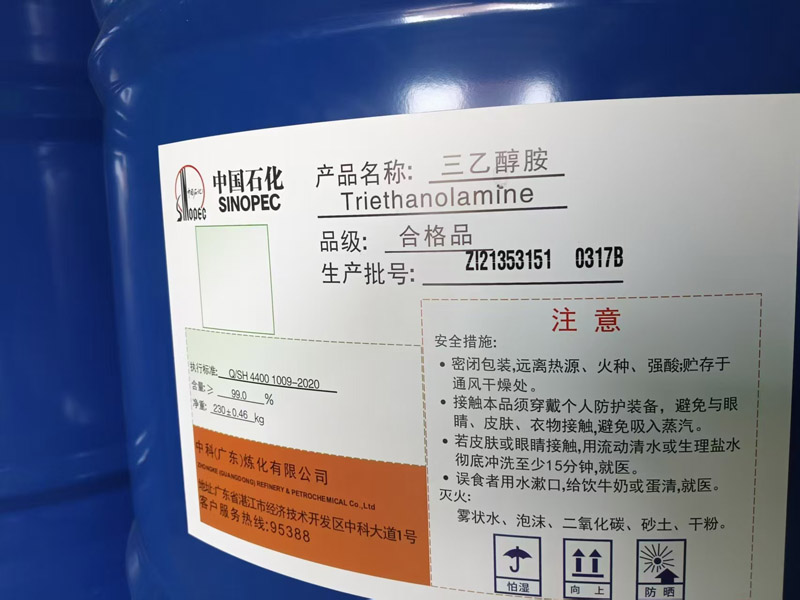 中国石化
SINOPEC
中国石化
SINOPEC
产品名称: 三乙醇胺
Triethanolamine
品级: 合格品
生产批号: ZI21353151 0317B
执行标准: Q/SH 4400 1009-2020
含量: ≥ 99.0 %
净重: 230±0.46 kg
中科(广东)炼化有限公司
ZHONGKE (GUANGDONG) REFINERY & PETROCHEMICAL Co.,Ltd
地址:广东省湛江市经济技术开发区中科大道1号
客户服务热线:95388
注 意
安全措施:
• 密闭包装,远离热源、火种、强酸;贮存于
通风干燥处。
• 接触本品须穿戴个人防护装备，避免与眼
睛、皮肤、衣物接触,避免吸入蒸汽。
• 若皮肤或眼睛接触,用流动清水或生理盐水
彻底冲洗至少15分钟,就医。
• 误食者用水漱口,给饮牛奶或蛋清,就医。
灭火:
雾状水、泡沫、二氧化碳、砂土、干粉。
怕湿
向上
防晒